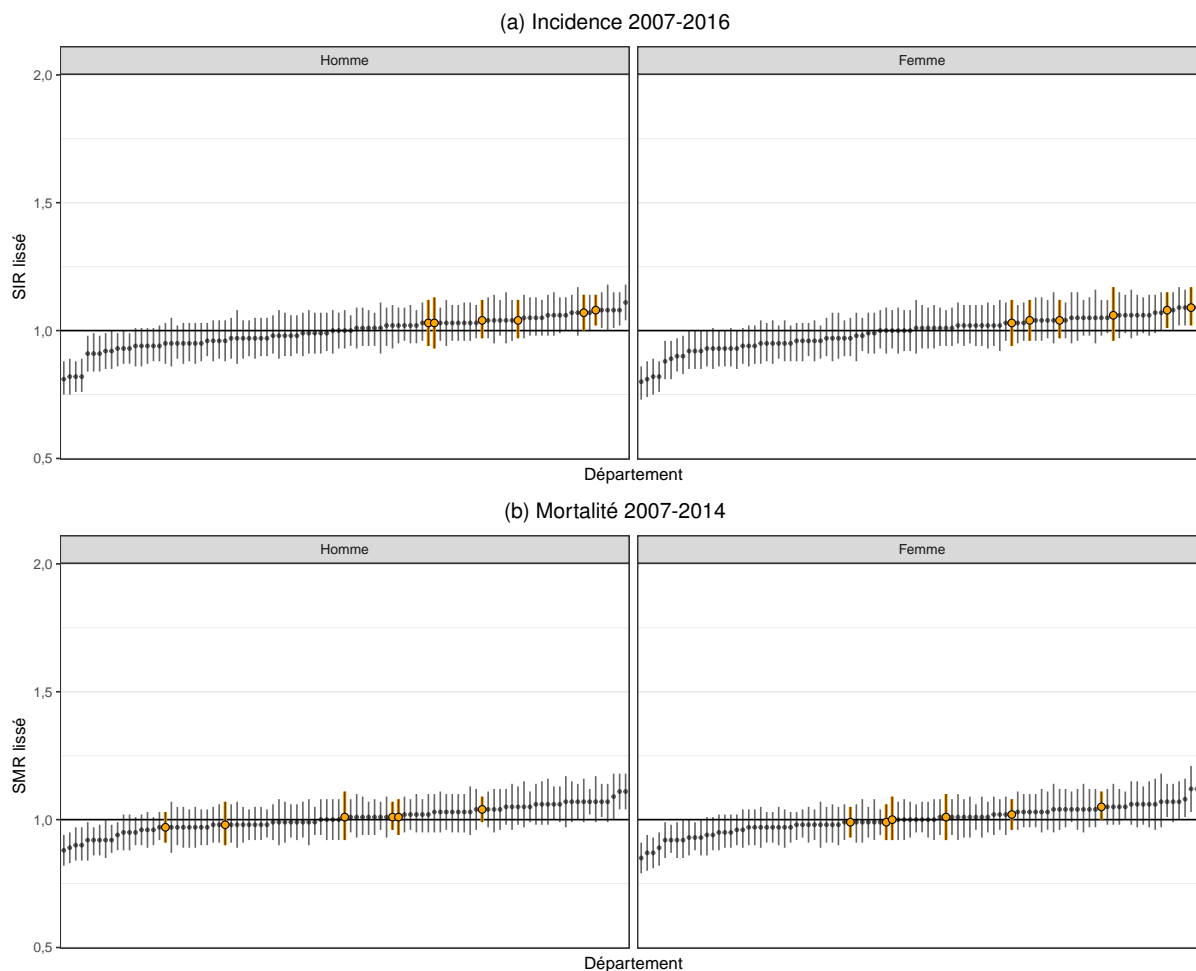 (a) Incidence 2007-2016
Homme
Femme
2,0
1,5
1,0
0,5
SIR lissé
Département
(b) Mortalité 2007-2014
Homme
Femme
2,0
1,5
1,0
0,5
SMR lissé
Département